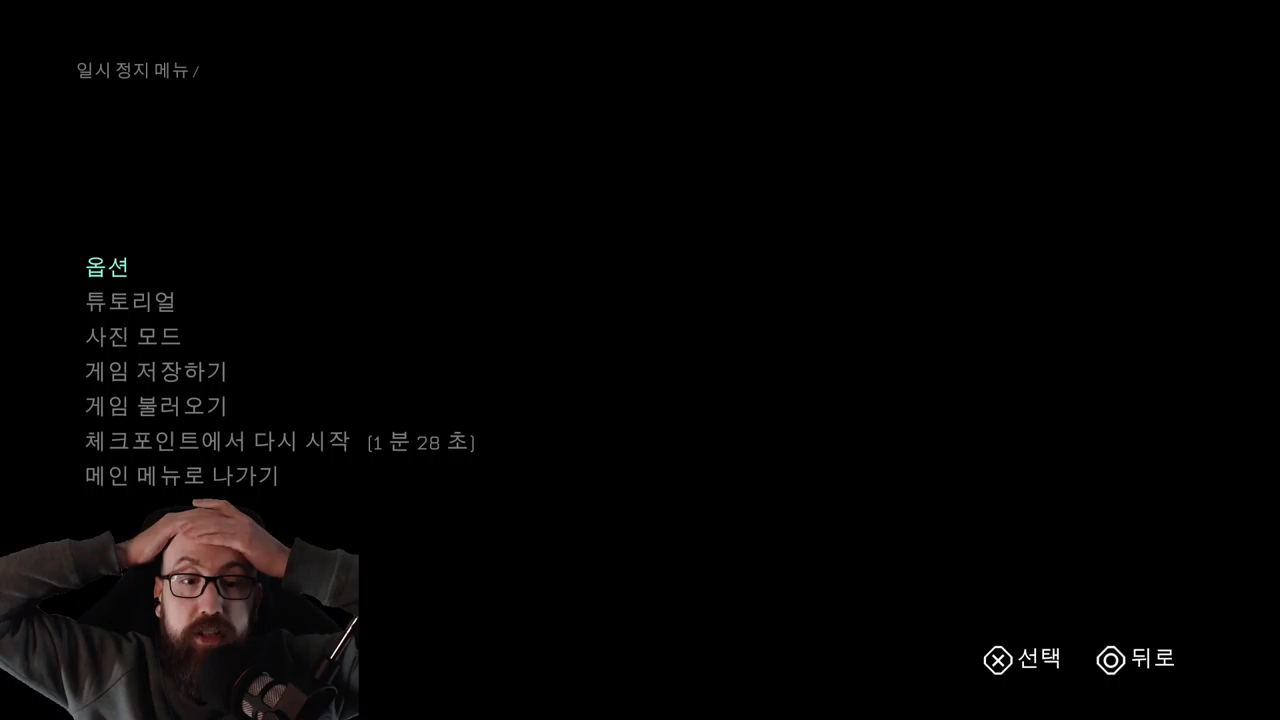 일시 정지 메뉴 /
옵션
튜토리얼
사진 모드
게임 저장하기
게임 불러오기
체크포인트에서 다시 시작 (1 분 28 초)
메인 메뉴로 나가기
선택 뒤로